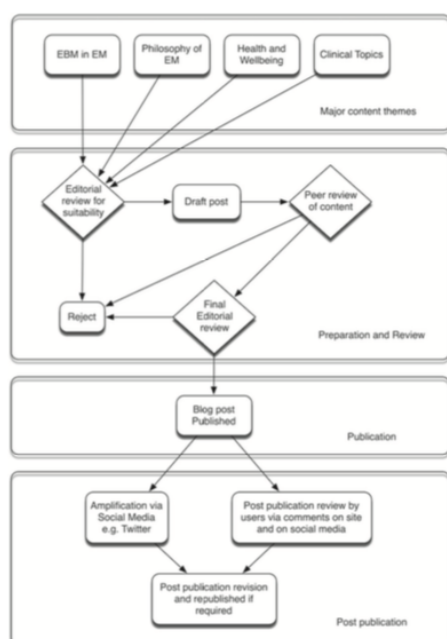 EBM in EM
Philosophy of
EM
Health and
Wellbeing
Clinical Topics
Major content themes
Editorial
review for
suitability
Draft post
Peer review
of content
Reject
Final
Editorial
review
Preparation and Review
Blog post
Published
Publication
Amplification via
Social Media
e.g. Twitter
Post publication review by
users via comments on site
and on social media
Post publication revision
and republished if
required
Post publication